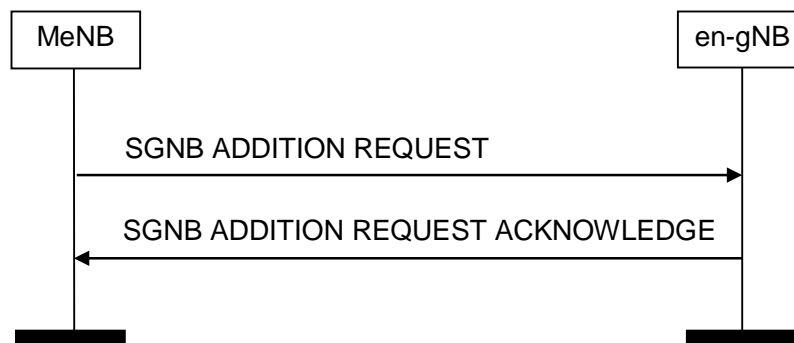 MeNB
en-gNB
SGNB ADDITION REQUEST
SGNB ADDITION REQUEST ACKNOWLEDGE